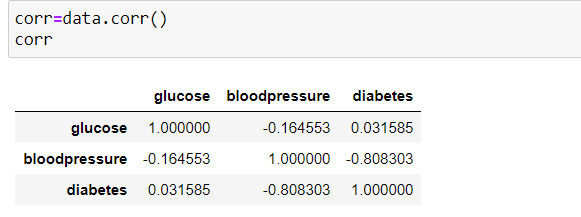 corr=data.corr()
corr
glucose bloodpressure diabetes
glucose 1.000000 -0.164553 0.031585
bloodpressure -0.164553 1.000000 -0.808303
diabetes 0.031585 -0.808303 1.000000